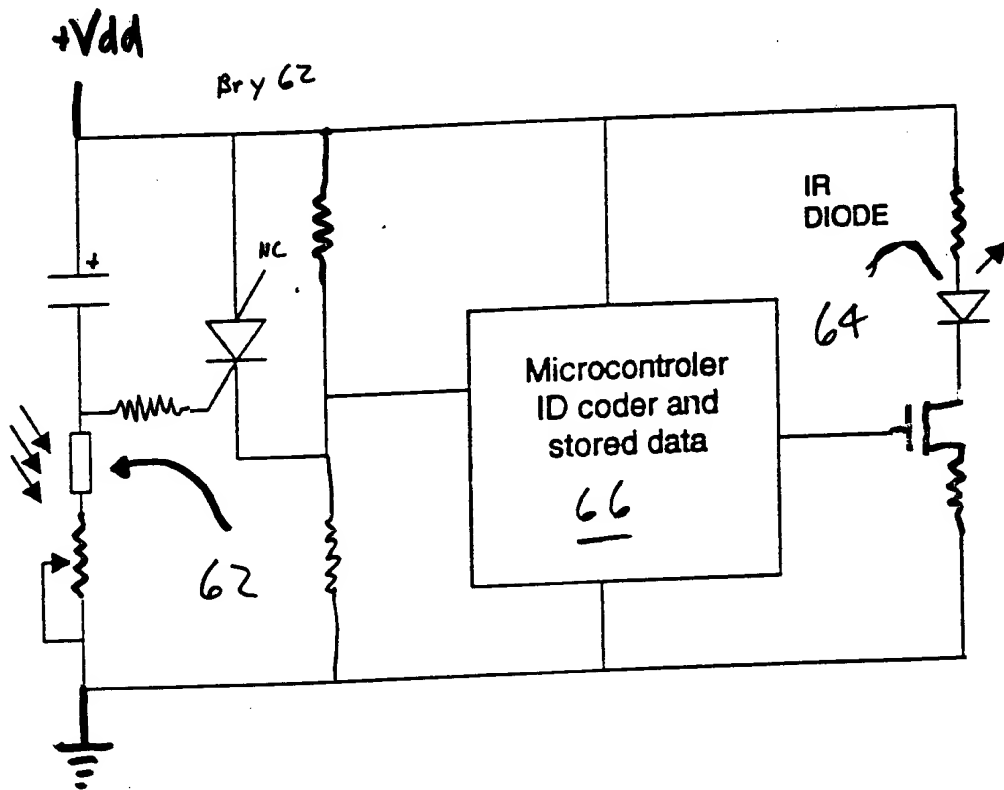 +Vdd
Bry 62
IR
DIODE
NC
64
Microcontroler
ID coder and
stored data
66
62
+